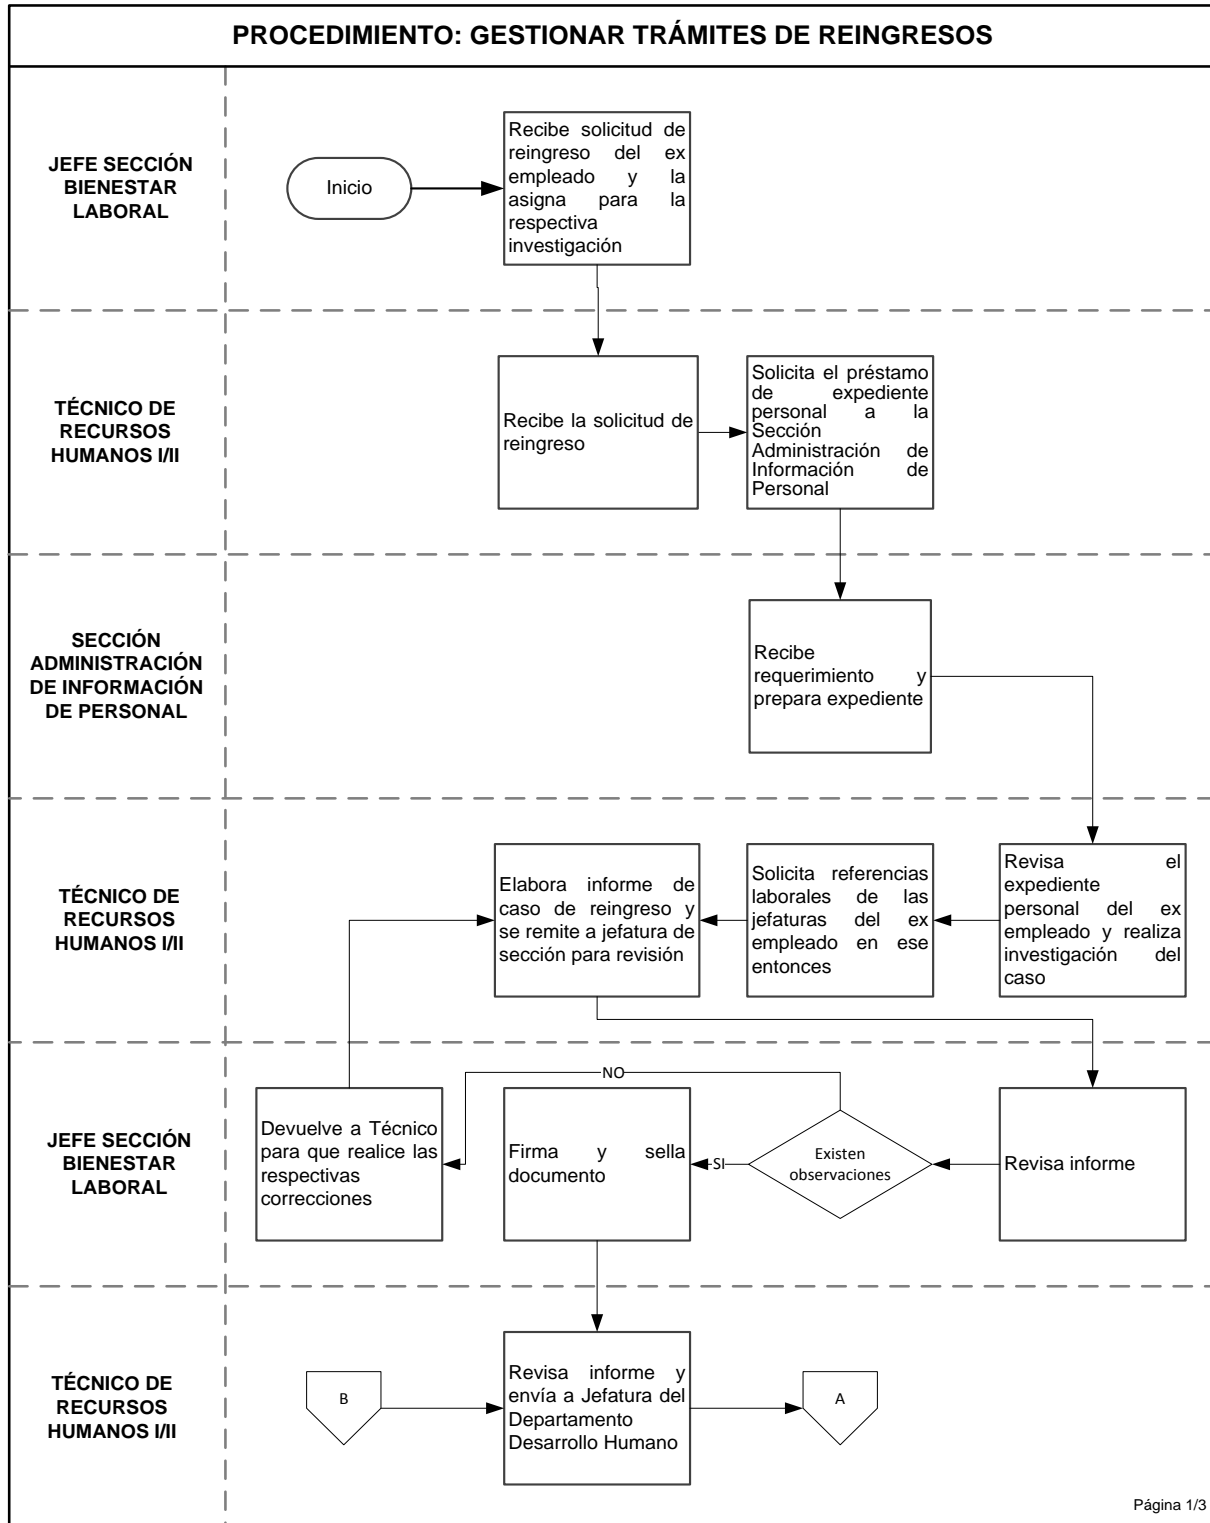 PROCEDIMIENTO: GESTIONAR TRÁMITES DE REINGRESOS
JEFE SECCIÓN
BIENESTAR
LABORAL
Inicio
Recibe solicitud de
reingreso del ex
empleado y la
asigna para la
respectiva
investigación
TÉCNICO DE
RECURSOS
HUMANOS I/II
Recibe la solicitud de
reingreso
Solicita el préstamo
de expediente
personal a la
Sección
Administración de
Información de
Personal
SECCIÓN
ADMINISTRACIÓN
DE INFORMACIÓN
DE PERSONAL
Recibe
requerimiento y
prepara expediente
TÉCNICO DE
RECURSOS
HUMANOS I/II
Elabora informe de
caso de reingreso y
se remite a jefatura de
sección para revisión
Solicita referencias
laborales de las
jefaturas del ex
empleado en ese
entonces
Revisa el
expediente
personal del ex
empleado y realiza
investigación del
caso
JEFE SECCIÓN
BIENESTAR
LABORAL
Devuelve a Técnico
para que realice las
respectivas
correcciones
NO
Firma y sella
documento
SI
Existen
observaciones
Revisa informe
TÉCNICO DE
RECURSOS
HUMANOS I/II
B
Revisa informe y
envía a Jefatura del
Departamento
Desarrollo Humano
A
Página 1/3